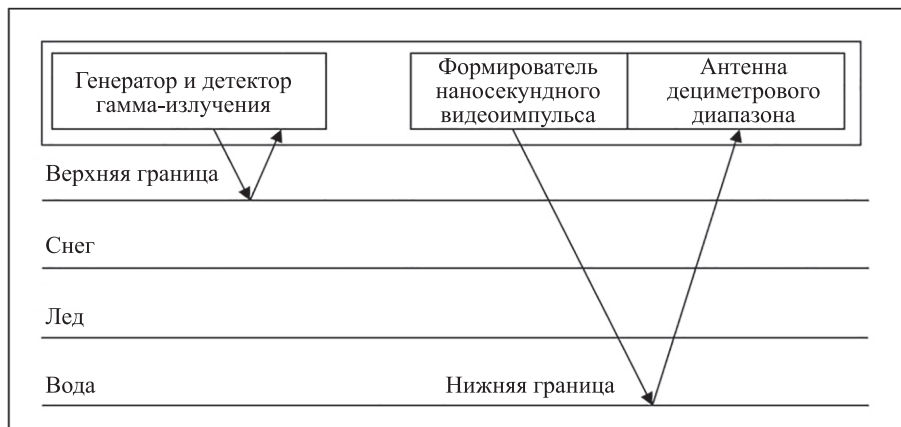 Генератор и детектор
гамма-излучения
Формирователь
наносекундного
видеоимпульса
Антенна
дециметрового
диапазона
Верхняя граница
Снег
Лед
Вода
Нижняя граница